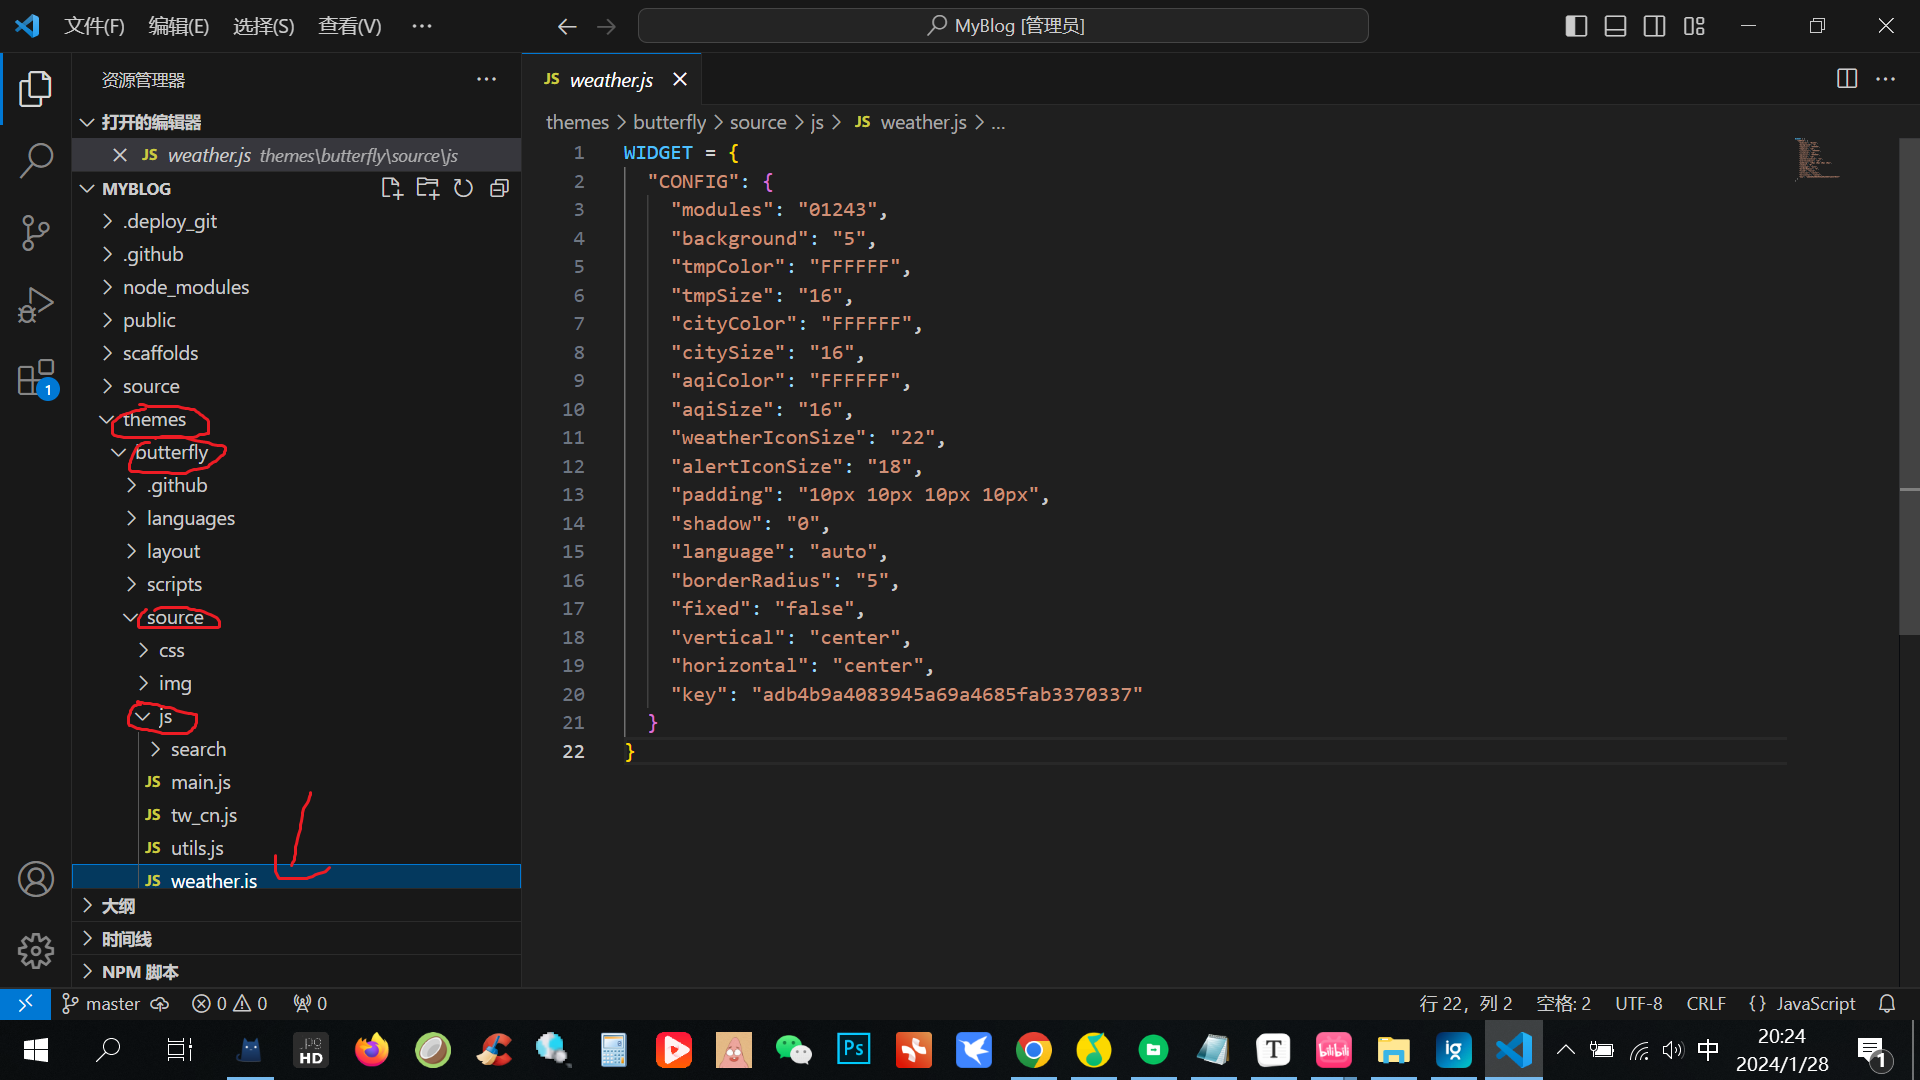 文件(F) 编辑(E) 选择(S) 查看(V) ··· MyBlog [管理员]
资源管理器 ···
打开的编辑器
JS weather.js themes\butterfly\source\js
MYBLOG
.deploy_git
.github
node_modules
public
scaffolds
source
themes
butterfly
.github
languages
layout
scripts
source
css
img
js
search
JS main.js
JS tw_cn.js
JS utils.js
JS weather.js
大纲
时间线
NPM 脚本
1
JS weather.js
themes > butterfly > source > js > JS weather.js > ...
1 WIDGET = {
2 "CONFIG": {
3 "modules": "01243",
4 "background": "5",
5 "tmpColor": "FFFFFF",
6 "tmpSize": "16",
7 "cityColor": "FFFFFF",
8 "citySize": "16",
9 "aqiColor": "FFFFFF",
10 "aqiSize": "16",
11 "weatherIconSize": "22",
12 "alertIconSize": "18",
13 "padding": "10px 10px 10px 10px",
14 "shadow": "0",
15 "language": "auto",
16 "borderRadius": "5",
17 "fixed": "false",
18 "vertical": "center",
19 "horizontal": "center",
20 "key": "adb4b9a4083945a69a4685fab3370337"
21 }
22 }
master 0 0 0 行 22，列 2 空格: 2 UTF-8 CRLF {} JavaScript
.PC HD Ps T bilibili ig 中 20:24
2024/1/28 1